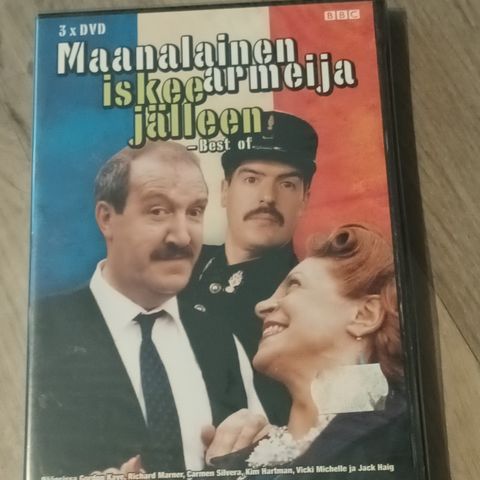 3 x DVD
BBC
Maanalainen
armeija
iskee
jälleen
-Best of
Gordon Kaye, Richard Marner, Carmen Silvera, Kim Hartman, Vicki Michelle ja Jack Haig